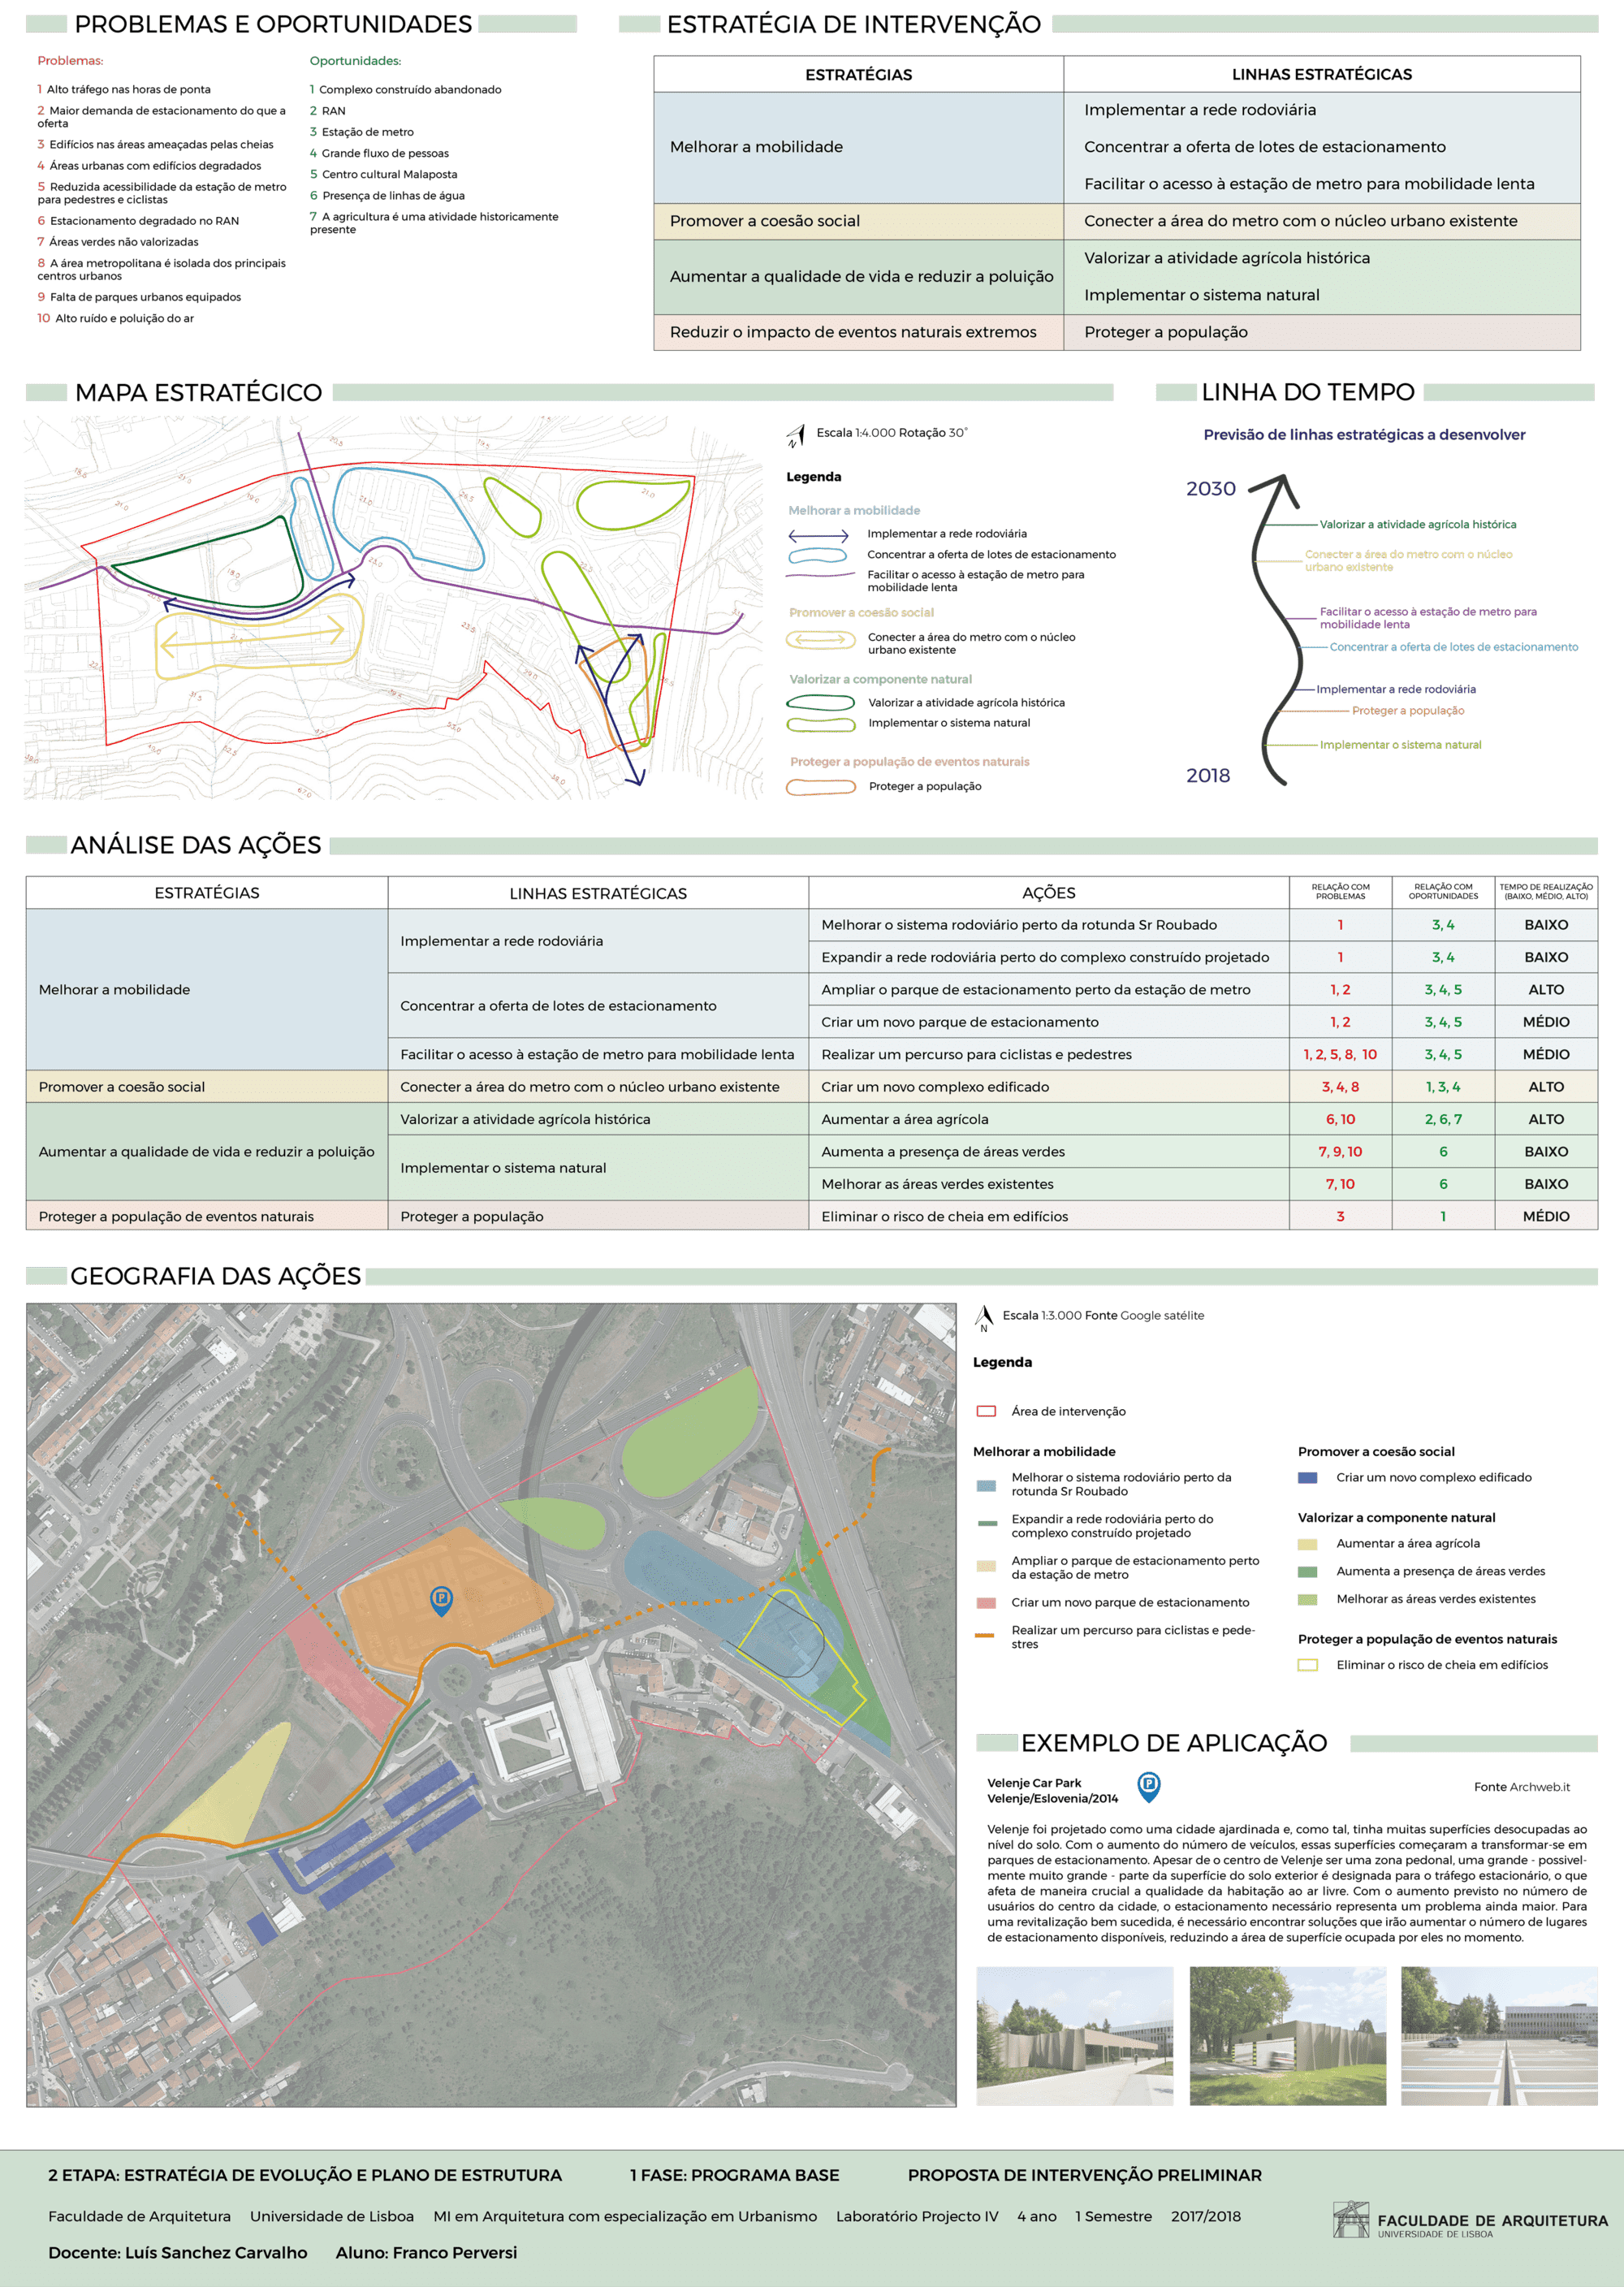 PROBLEMAS E OPORTUNIDADES
Problemas:
1 Alto tráfego nas horas de ponta
2 Maior demanda de estacionamento do que a
oferta
3 Edifícios nas áreas ameaçadas pelas cheias
4 Áreas urbanas com edifícios degradados
5 Reduzida acessibilidade da estação de metro
para pedestres e ciclistas
6 Estacionamento degradado no RAN
7 Áreas verdes não valorizadas
8 A área metropolitana é isolada dos principais
centros urbanos
9 Falta de parques urbanos equipados
10 Alto ruído e poluição do ar
Oportunidades:
1 Complexo construído abandonado
2 RAN
3 Estação de metro
4 Grande fluxo de pessoas
5 Centro cultural Malaposta
6 Presença de linhas de água
7 A agricultura é uma atividade historicamente
presente
ESTRATÉGIA DE INTERVENÇÃO
ESTRATÉGIAS LINHAS ESTRATÉGICAS
Melhorar a mobilidade
Implementar a rede rodoviária
Concentrar a oferta de lotes de estacionamento
Facilitar o acesso à estação de metro para mobilidade lenta
Promover a coesão social Conecter a área do metro com o núcleo urbano existente
Aumentar a qualidade de vida e reduzir a poluição
Valorizar a atividade agrícola histórica
Implementar o sistema natural
Reduzir o impacto de eventos naturais extremos Proteger a população
MAPA ESTRATÉGICO
Escala 1:4.000 Rotação 30°
N
Legenda
Melhorar a mobilidade
Implementar a rede rodoviária
Concentrar a oferta de lotes de estacionamento
Facilitar o acesso à estação de metro para
mobilidade lenta
Promover a coesão social
Conecter a área do metro com o núcleo
urbano existente
Valorizar a componente natural
Valorizar a atividade agrícola histórica
Implementar o sistema natural
Proteger a população de eventos naturais
Proteger a população
LINHA DO TEMPO
Previsão de linhas estratégicas a desenvolver
2030
Valorizar a atividade agrícola histórica
Conecter a área do metro com o núcleo
urbano existente
Facilitar o acesso à estação de metro para
mobilidade lenta
Concentrar a oferta de lotes de estacionamento
Implementar a rede rodoviária
Proteger a população
Implementar o sistema natural
2018
ANÁLISE DAS AÇÕES
ESTRATÉGIAS LINHAS ESTRATÉGICAS AÇÕES RELAÇÃO COM PROBLEMAS RELAÇÃO COM OPORTUNIDADES TEMPO DE REALIZAÇÃO (BAIXO, MÉDIO, ALTO)
Melhorar a mobilidade
Implementar a rede rodoviária
Melhorar o sistema rodoviário perto da rotunda Sr Roubado 1 3, 4 BAIXO
Expandir a rede rodoviária perto do complexo construído projetado 1 3, 4 BAIXO
Concentrar a oferta de lotes de estacionamento
Ampliar o parque de estacionamento perto da estação de metro 1, 2 3, 4, 5 ALTO
Criar um novo parque de estacionamento 1, 2 3, 4, 5 MÉDIO
Facilitar o acesso à estação de metro para mobilidade lenta Realizar um percurso para ciclistas e pedestres 1, 2, 5, 8, 10 3, 4, 5 MÉDIO
Promover a coesão social Conecter a área do metro com o núcleo urbano existente Criar um novo complexo edificado 3, 4, 8 1, 3, 4 ALTO
Aumentar a qualidade de vida e reduzir a poluição
Valorizar a atividade agrícola histórica Aumentar a área agrícola 6, 10 2, 6, 7 ALTO
Implementar o sistema natural
Aumenta a presença de áreas verdes 7, 9, 10 6 BAIXO
Melhorar as áreas verdes existentes 7, 10 6 BAIXO
Proteger a população de eventos naturais Proteger a população Eliminar o risco de cheia em edifícios 3 1 MÉDIO
GEOGRAFIA DAS AÇÕES
P
N
Escala 1:3.000 Fonte Google satélite
Legenda
Área de intervenção
Melhorar a mobilidade
Melhorar o sistema rodoviário perto da
rotunda Sr Roubado
Expandir a rede rodoviária perto do
complexo construído projetado
Ampliar o parque de estacionamento perto
da estação de metro
Criar um novo parque de estacionamento
Realizar um percurso para ciclistas e pede-
stres
Promover a coesão social
Criar um novo complexo edificado
Valorizar a componente natural
Aumentar a área agrícola
Aumenta a presença de áreas verdes
Melhorar as áreas verdes existentes
Proteger a população de eventos naturais
Eliminar o risco de cheia em edifícios
EXEMPLO DE APLICAÇÃO
Velenje Car Park
Velenje/Eslovenia/2014
P
Fonte Archweb.it
Velenje foi projetado como uma cidade ajardinada e, como tal, tinha muitas superfícies desocupadas ao
nível do solo. Com o aumento do número de veículos, essas superfícies começaram a transformar-se em
parques de estacionamento. Apesar de o centro de Velenje ser uma zona pedonal, uma grande - possivel-
mente muito grande - parte da superfície do solo exterior é designada para o tráfego estacionário, o que
afeta de maneira crucial a qualidade da habitação ao ar livre. Com o aumento previsto no número de
usuários do centro da cidade, o estacionamento necessário representa um problema ainda maior. Para
uma revitalização bem sucedida, é necessário encontrar soluções que irão aumentar o número de lugares
de estacionamento disponíveis, reduzindo a área de superfície ocupada por eles no momento.
2 ETAPA: ESTRATÉGIA DE EVOLUÇÃO E PLANO DE ESTRUTURA 1 FASE: PROGRAMA BASE PROPOSTA DE INTERVENÇÃO PRELIMINAR
Faculdade de Arquitetura Universidade de Lisboa MI em Arquitetura com especialização em Urbanismo Laboratório Projecto IV 4 ano 1 Semestre 2017/2018
Docente: Luís Sanchez Carvalho Aluno: Franco Perversi
FACULDADE DE ARQUITETURA
UNIVERSIDADE DE LISBOA